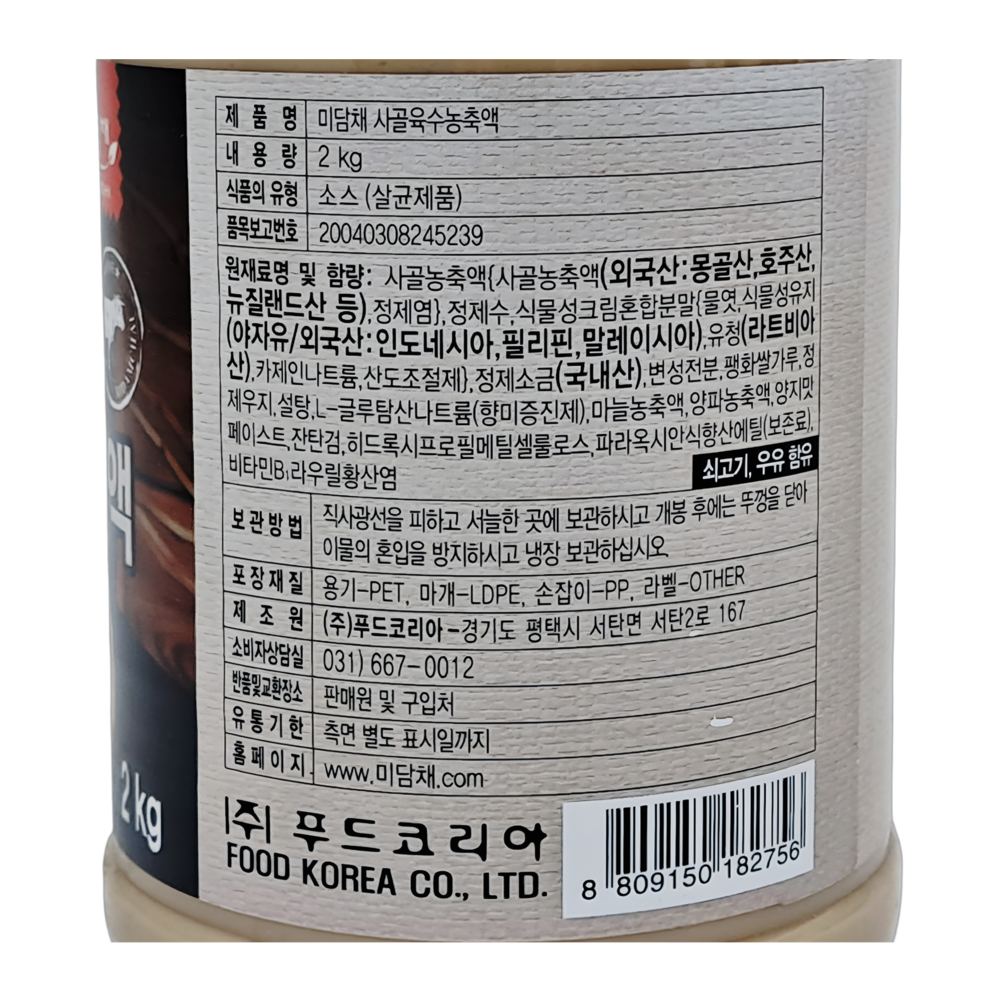 제 품 명 미담채 사골육수농축액
내 용 량 2 kg
식품의 유형 소스 (살균제품)
품목보고번호 20040308245239
원재료명 및 함량: 사골농축액{사골농축액(외국산:몽골산,호주산,
뉴질랜드산 등),정제염},정제수,식물성크림혼합분말{물엿,식물성유지
(야자유/외국산:인도네시아,필리핀,말레이시아),유청(라트비아
산),카제인나트륨,산도조절제},정제소금(국내산),변성전분,팽화쌀가루,정
제우지,설탕,L-글루탐산나트륨(향미증진제),마늘농축액,양파농축액,양지맛
페이스트,잔탄검,히드록시프로필메틸셀룰로스,파라옥시안식향산에틸(보존료),
비타민B₁라우릴황산염
쇠고기, 우유 함유
보관방법 직사광선을 피하고 서늘한 곳에 보관하시고 개봉 후에는 뚜껑을 닫아
이물의 혼입을 방지하시고 냉장 보관하십시오.
포장재질 용기-PET, 마개-LDPE, 손잡이-PP, 라벨-OTHER
제 조 원 (주)푸드코리아-경기도 평택시 서탄면 서탄2로 167
소비자상담실 031) 667-0012
반품및교환장소 판매원 및 구입처
유통기한 측면 별도 표시일까지
홈페이지. www.미담채.com
(주) 푸드코리아
FOOD KOREA CO., LTD.
8 809150 182756
액
2 kg